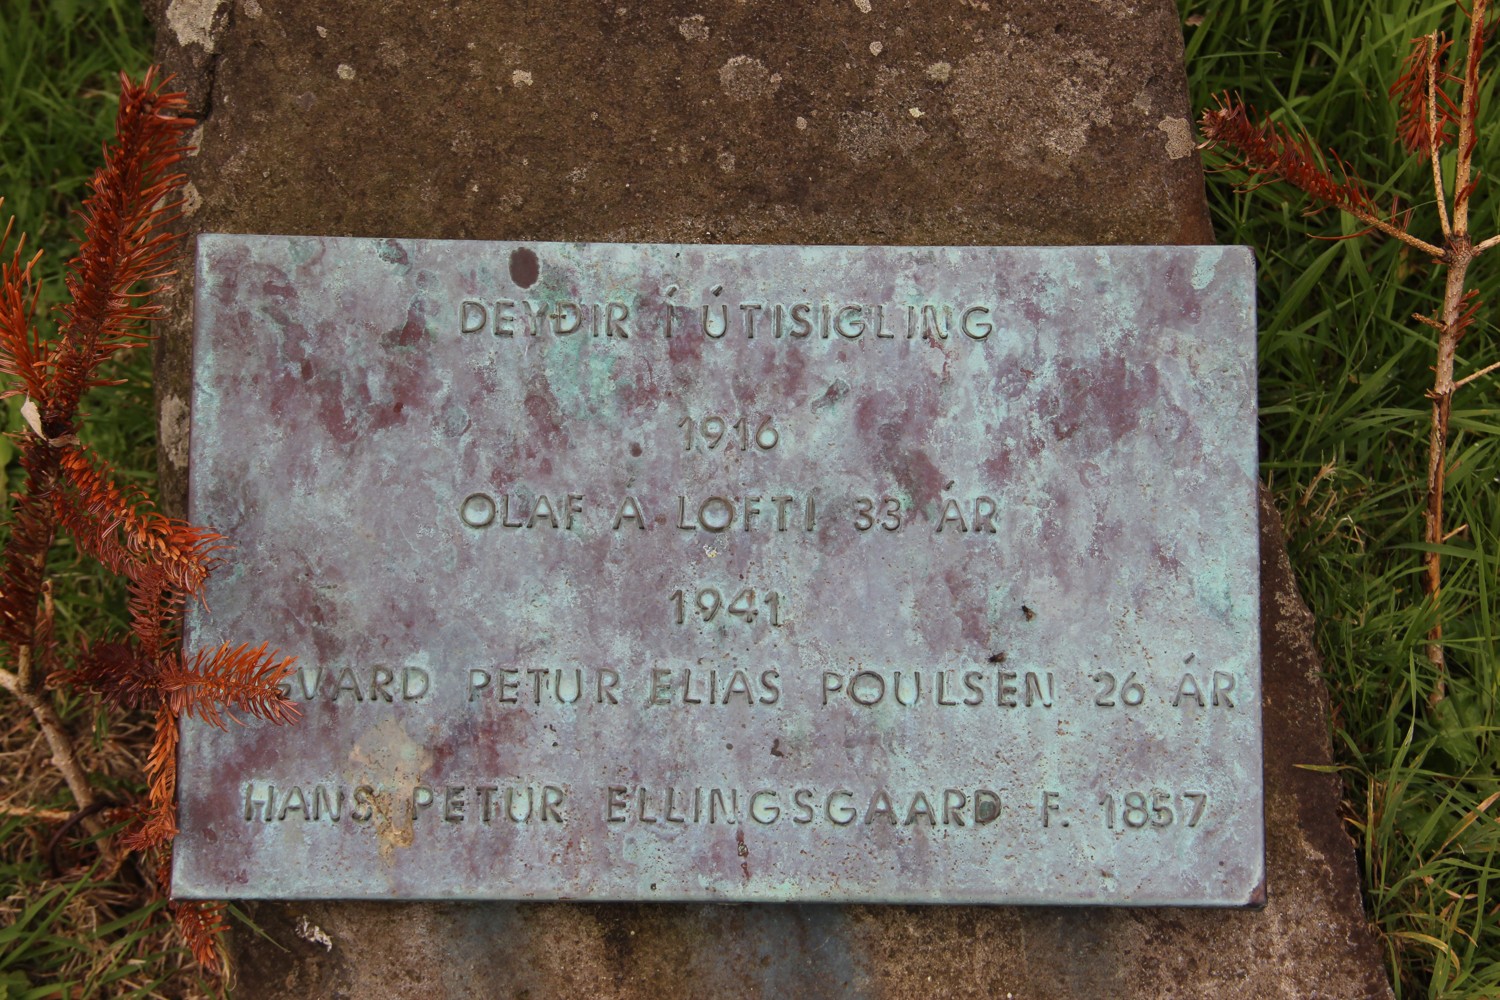 DEYÐIR Í ÚTISIGLING
1916
OLAF Á LOFTI 33 ÁR
1941
PETUR ELIAS POULSEN 26 ÁR
HANS PETUR ELLINGSGAARD F. 1857